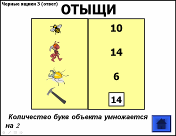 Черные ящики 3 (ответ)
ОТЫЩИ
10
14
6
14
Количество букв объекта умножается
на 2